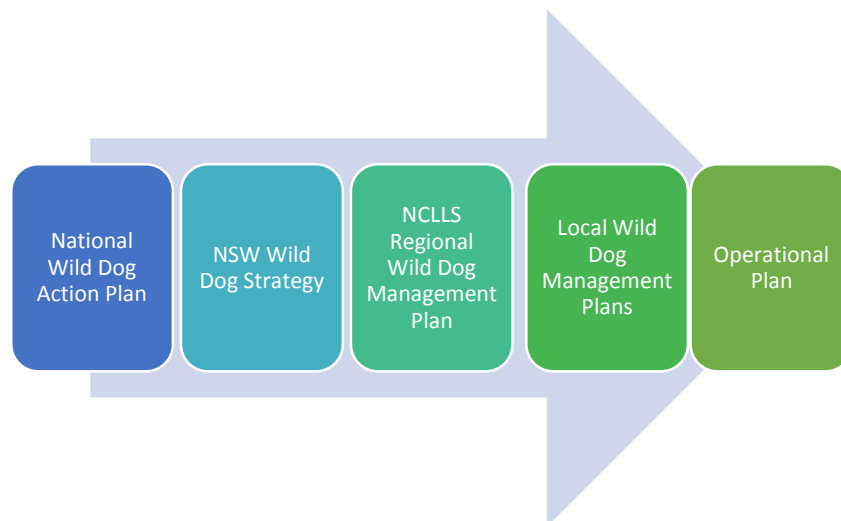 National
Wild Dog
Action Plan
NSW Wild
Dog Strategy
NCLLS
Regional
Wild Dog
Management
Plan
Local Wild
Dog
Management
Plans
Operational
Plan